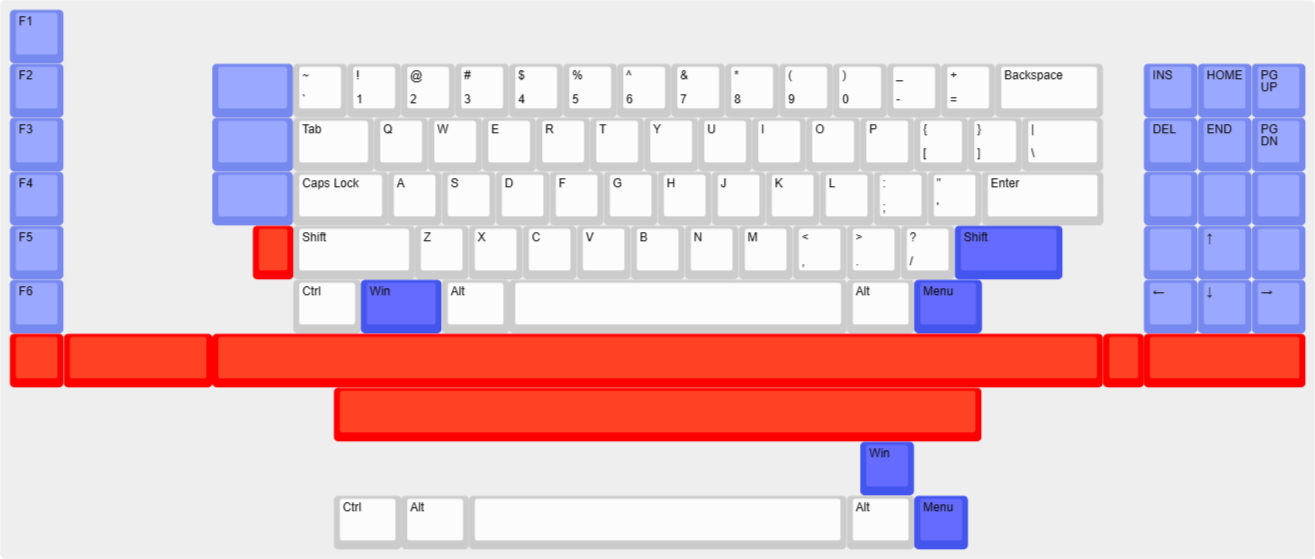 F1
F2 ~ ! @ # $ % ^ & * ( ) _ + Backspace INS HOME PG
` 1 2 3 4 5 6 7 8 9 0 - = UP
F3 Tab Q W E R T Y U I O P { } | DEL END PG
[ ] \ DN
F4 Caps Lock A S D F G H J K L : " Enter
; '
F5 Shift Z X C V B N M < > ? Shift ↑
, . /
F6 Ctrl Win Alt Alt Menu ← ↓ →
Win
Ctrl Alt Alt Menu